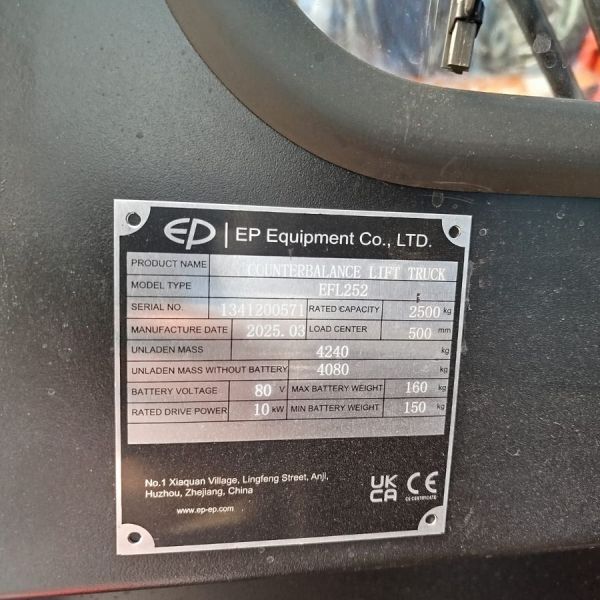 EP | EP Equipment Co., LTD.
PRODUCT NAME COUNTERBALANCE LIFT TRUCK
MODEL TYPE EFL252
SERIAL NO. 1341200571 RATED CAPACITY 2500 kg
MANUFACTURE DATE 2025.03 LOAD CENTER 500 mm
UNLADEN MASS 4240 kg
UNLADEN MASS WITHOUT BATTERY 4080 kg
BATTERY VOLTAGE 80 V MAX BATTERY WEIGHT 160 kg
RATED DRIVE POWER 10 kW MIN BATTERY WEIGHT 150 kg
No.1 Xiaquan Village, Lingfeng Street, Anji,
Huzhou, Zhejiang, China
www.ep-ep.com
UK
CA
CE
CE CERTIFICATE